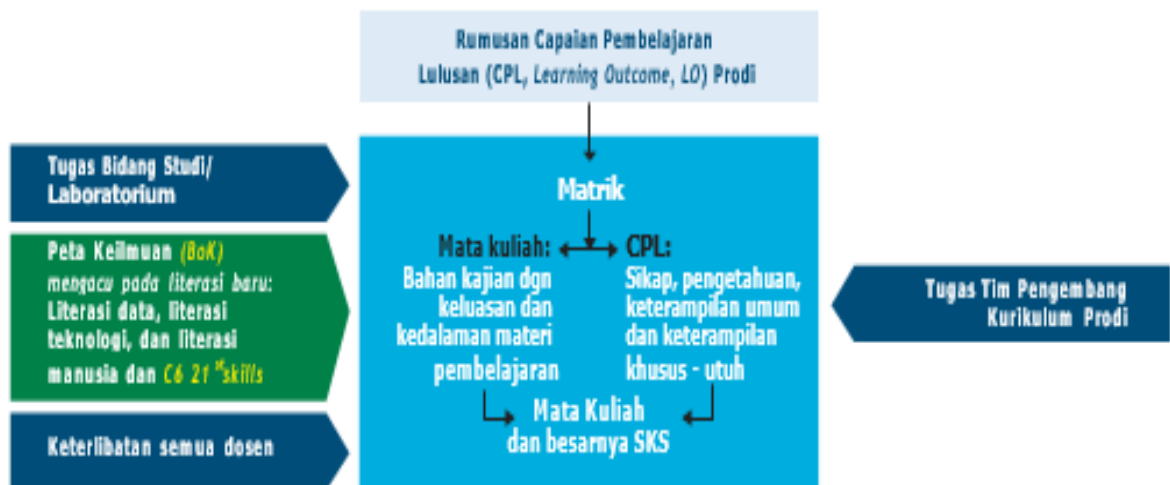 Rumusan Capaian Pembelajaran
Lulusan (CPL, Learning Outcome, LO) Prodi
Tugas Bidang Studi/
Laboratorium
Peta Keilmuan (BoK)
mengacu pada literasi baru:
Literasi data, literasi
teknologi, dan literasi
manusia dan C6 21 st skills
Keterlibatan semua dosen
Matrik
Mata kuliah:
Bahan kajian dgn
keluasan dan
kedalaman materi
pembelajaran
CPL:
Sikap, pengetahuan,
keterampilan umum
dan keterampilan
khusus - utuh
Mata Kuliah
dan besarnya SKS
Tugas Tim Pengembang
Kurikulum Prodi